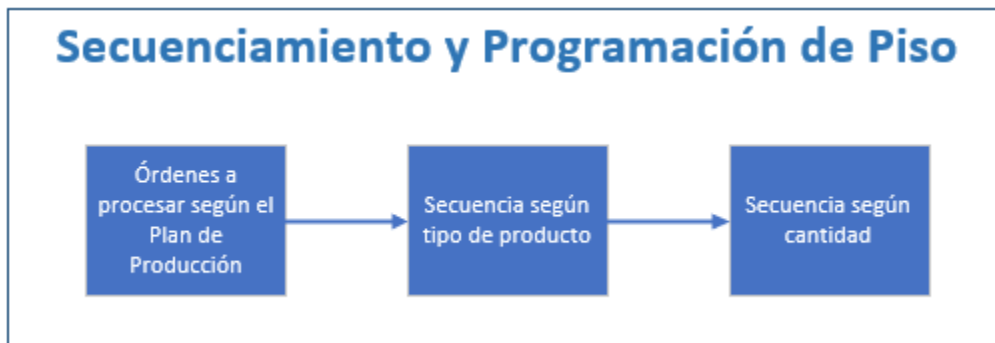 Secuenciamiento y Programación de Piso
Órdenes a
procesar según el
Plan de
Producción
Secuencia según
tipo de producto
Secuencia según
cantidad